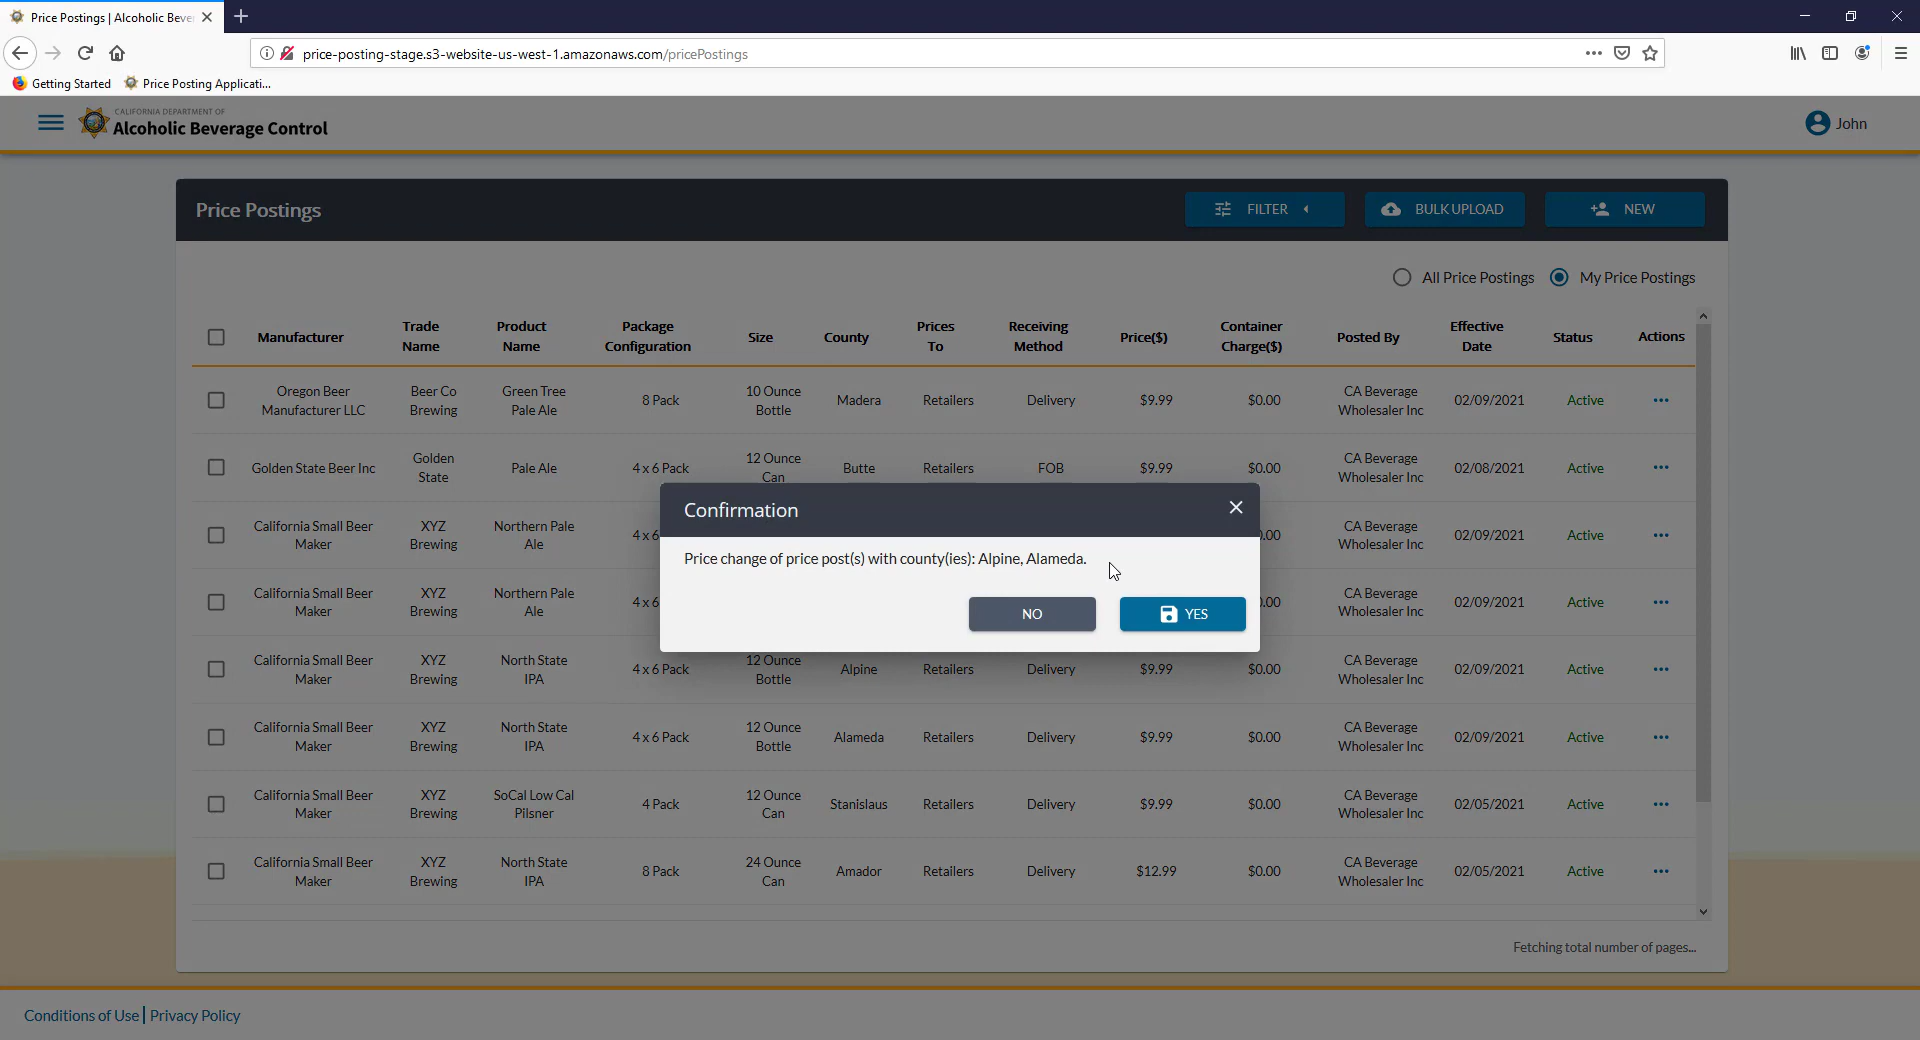 Price Postings | Alcoholic Beve
price-posting-stage.s3-website-us-west-1.amazonaws.com/pricePostings
Getting Started
Price Posting Applicati...
CALIFORNIA DEPARTMENT OF
Alcoholic Beverage Control
John
Price Postings
FILTER
BULK UPLOAD
NEW
All Price Postings
My Price Postings
Manufacturer
Trade
Name
Product
Name
Package
Configuration
Size
County
Prices
To
Receiving
Method
Price($)
Container
Charge($)
Posted By
Effective
Date
Status
Actions
Oregon Beer
Manufacturer LLC
Beer Co
Brewing
Green Tree
Pale Ale
8 Pack
10 Ounce
Bottle
Madera
Retailers
Delivery
$9.99
$0.00
CA Beverage
Wholesaler Inc
02/09/2021
Active
Golden State Beer Inc
Golden
State
Pale Ale
4 x 6 Pack
12 Ounce
Can
Butte
Retailers
FOB
$9.99
$0.00
CA Beverage
Wholesaler Inc
02/08/2021
Active
California Small Beer
Maker
XYZ
Brewing
Northern Pale
Ale
4 x 6
.00
CA Beverage
Wholesaler Inc
02/09/2021
Active
California Small Beer
Maker
XYZ
Brewing
Northern Pale
Ale
4 x 6
.00
CA Beverage
Wholesaler Inc
02/09/2021
Active
Confirmation
Price change of price post(s) with county(ies): Alpine, Alameda.
NO
YES
California Small Beer
Maker
XYZ
Brewing
North State
IPA
4 x 6 Pack
12 Ounce
Bottle
Alpine
Retailers
Delivery
$9.99
$0.00
CA Beverage
Wholesaler Inc
02/09/2021
Active
California Small Beer
Maker
XYZ
Brewing
North State
IPA
4 x 6 Pack
12 Ounce
Bottle
Alameda
Retailers
Delivery
$9.99
$0.00
CA Beverage
Wholesaler Inc
02/09/2021
Active
California Small Beer
Maker
XYZ
Brewing
SoCal Low Cal
Pilsner
4 Pack
12 Ounce
Can
Stanislaus
Retailers
Delivery
$9.99
$0.00
CA Beverage
Wholesaler Inc
02/05/2021
Active
California Small Beer
Maker
XYZ
Brewing
North State
IPA
8 Pack
24 Ounce
Can
Amador
Retailers
Delivery
$12.99
$0.00
CA Beverage
Wholesaler Inc
02/05/2021
Active
Fetching total number of pages...
Conditions of Use | Privacy Policy